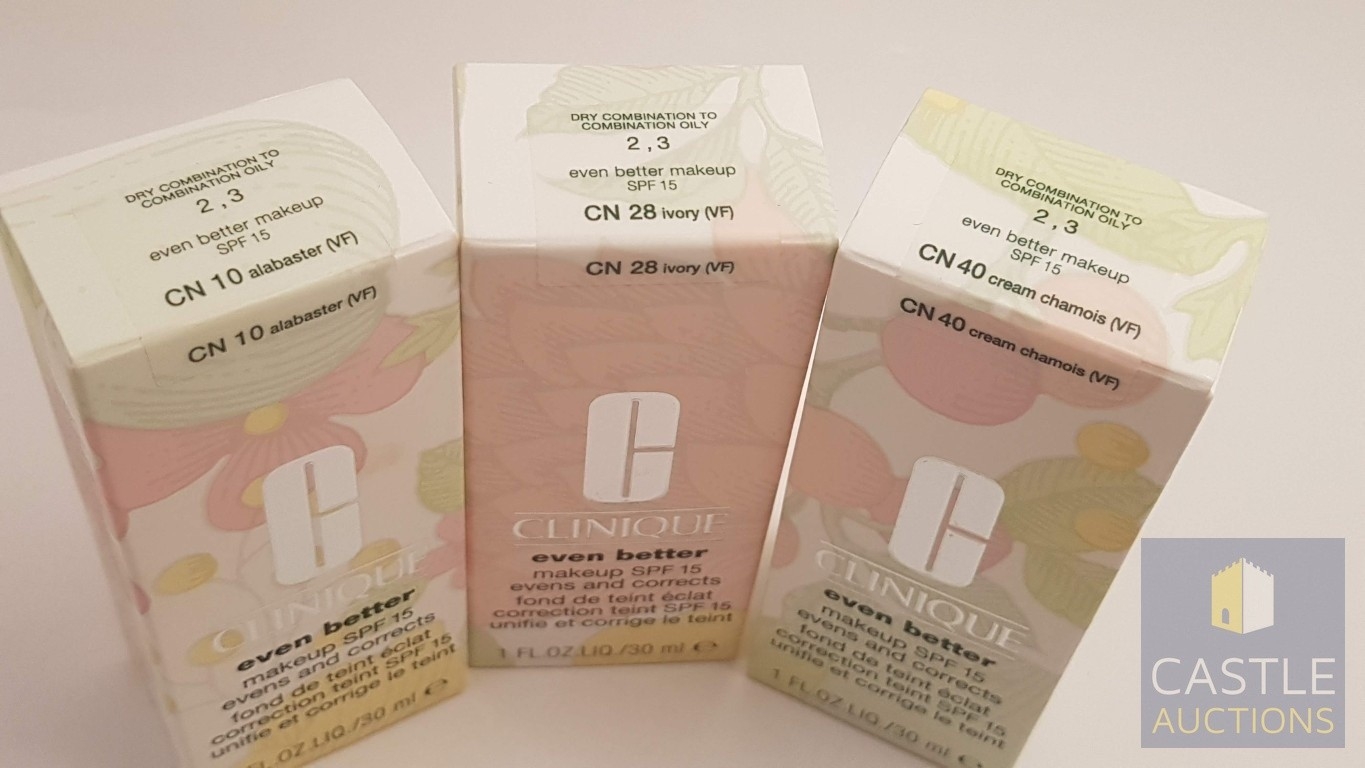 DRY COMBINATION TO
COMBINATION OILY
2,3
even better makeup
SPF 15
CN 10 alabaster (VF)
CN 10 alabaster (VF)
CLINIQUE
even better
makeup SPF 15
evens and corrects
fond de teint éclat
correction teint SPF 15
unifie et corrige le teint
FL.OZ.LIQ./30 ml e
DRY COMBINATION TO
COMBINATION OILY
2,3
even better makeup
SPF 15
CN 28 ivory (VF)
CN 28 ivory (VF)
CLINIQUE
even better
makeup SPF 15
evens and corrects
fond de teint éclat
correction teint SPF 15
unifie et corrige le teint
1 FL.OZ.LIQ./30 ml e
DRY COMBINATION TO
COMBINATION OILY
2,3
even better makeup
SPF 15
CN 40 cream chamois (VF)
CN 40 cream chamois (VF)
CLINIQUE
even better
makeup SPF 15
evens and corrects
fond de teint éclat
correction teint SPF 15
unifie et corrige le teint
1 FL.OZ.LIQ./30 ml e
CASTLE
AUCTIONS